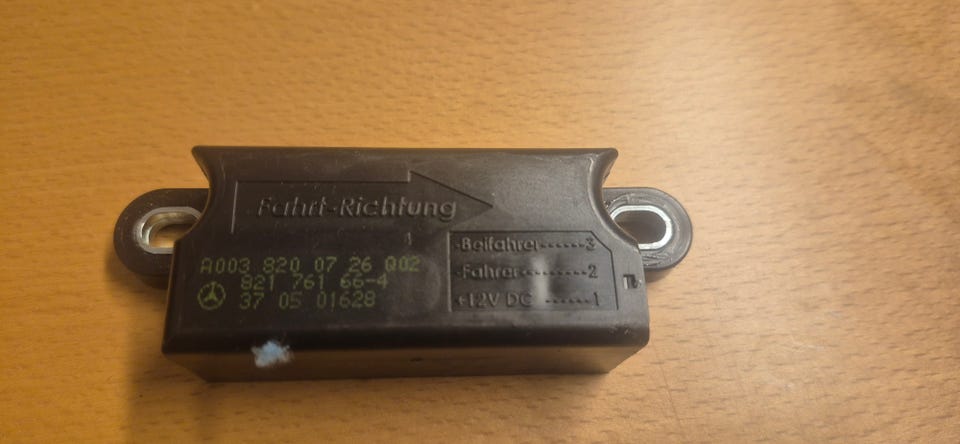 Fahrt-Richtung
A003 820 07 26 Q02
821 761 66-4
37 05 01628
-Beifahrer------3
-Fahrer---------2
+12V DC ------1